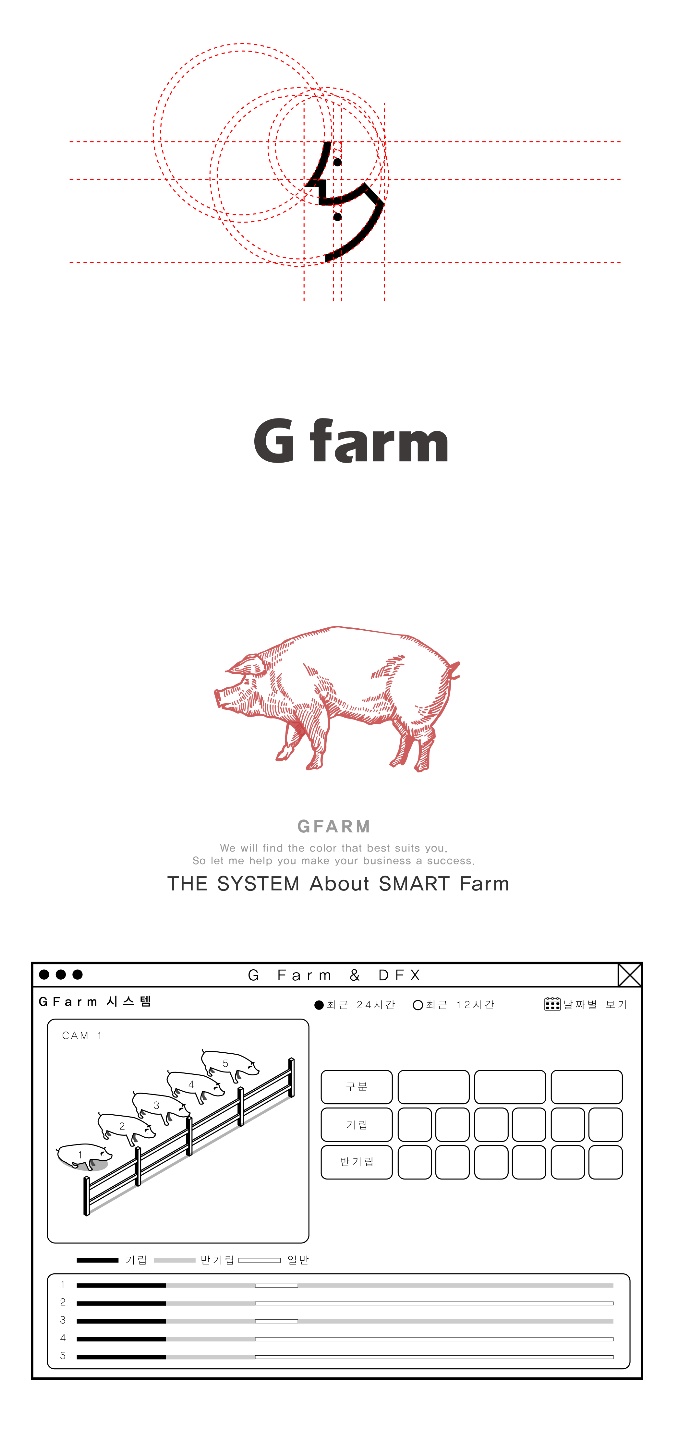 G farm
GFARM
We will find the color that best suits you.
So let me help you make your business a success.
THE SYSTEM About SMART Farm
G Farm & DFX
GFarm 시스템
최근 24시간 최근 12시간 날짜별 보기
CAM 1
5
4
3
2
1
구분
기립
반기립
기립 반기립 일반
1
2
3
4
5